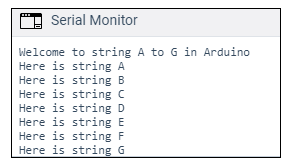 Serial Monitor
Welcome to string A to G in Arduino
Here is string A
Here is string B
Here is string C
Here is string D
Here is string E
Here is string F
Here is string G